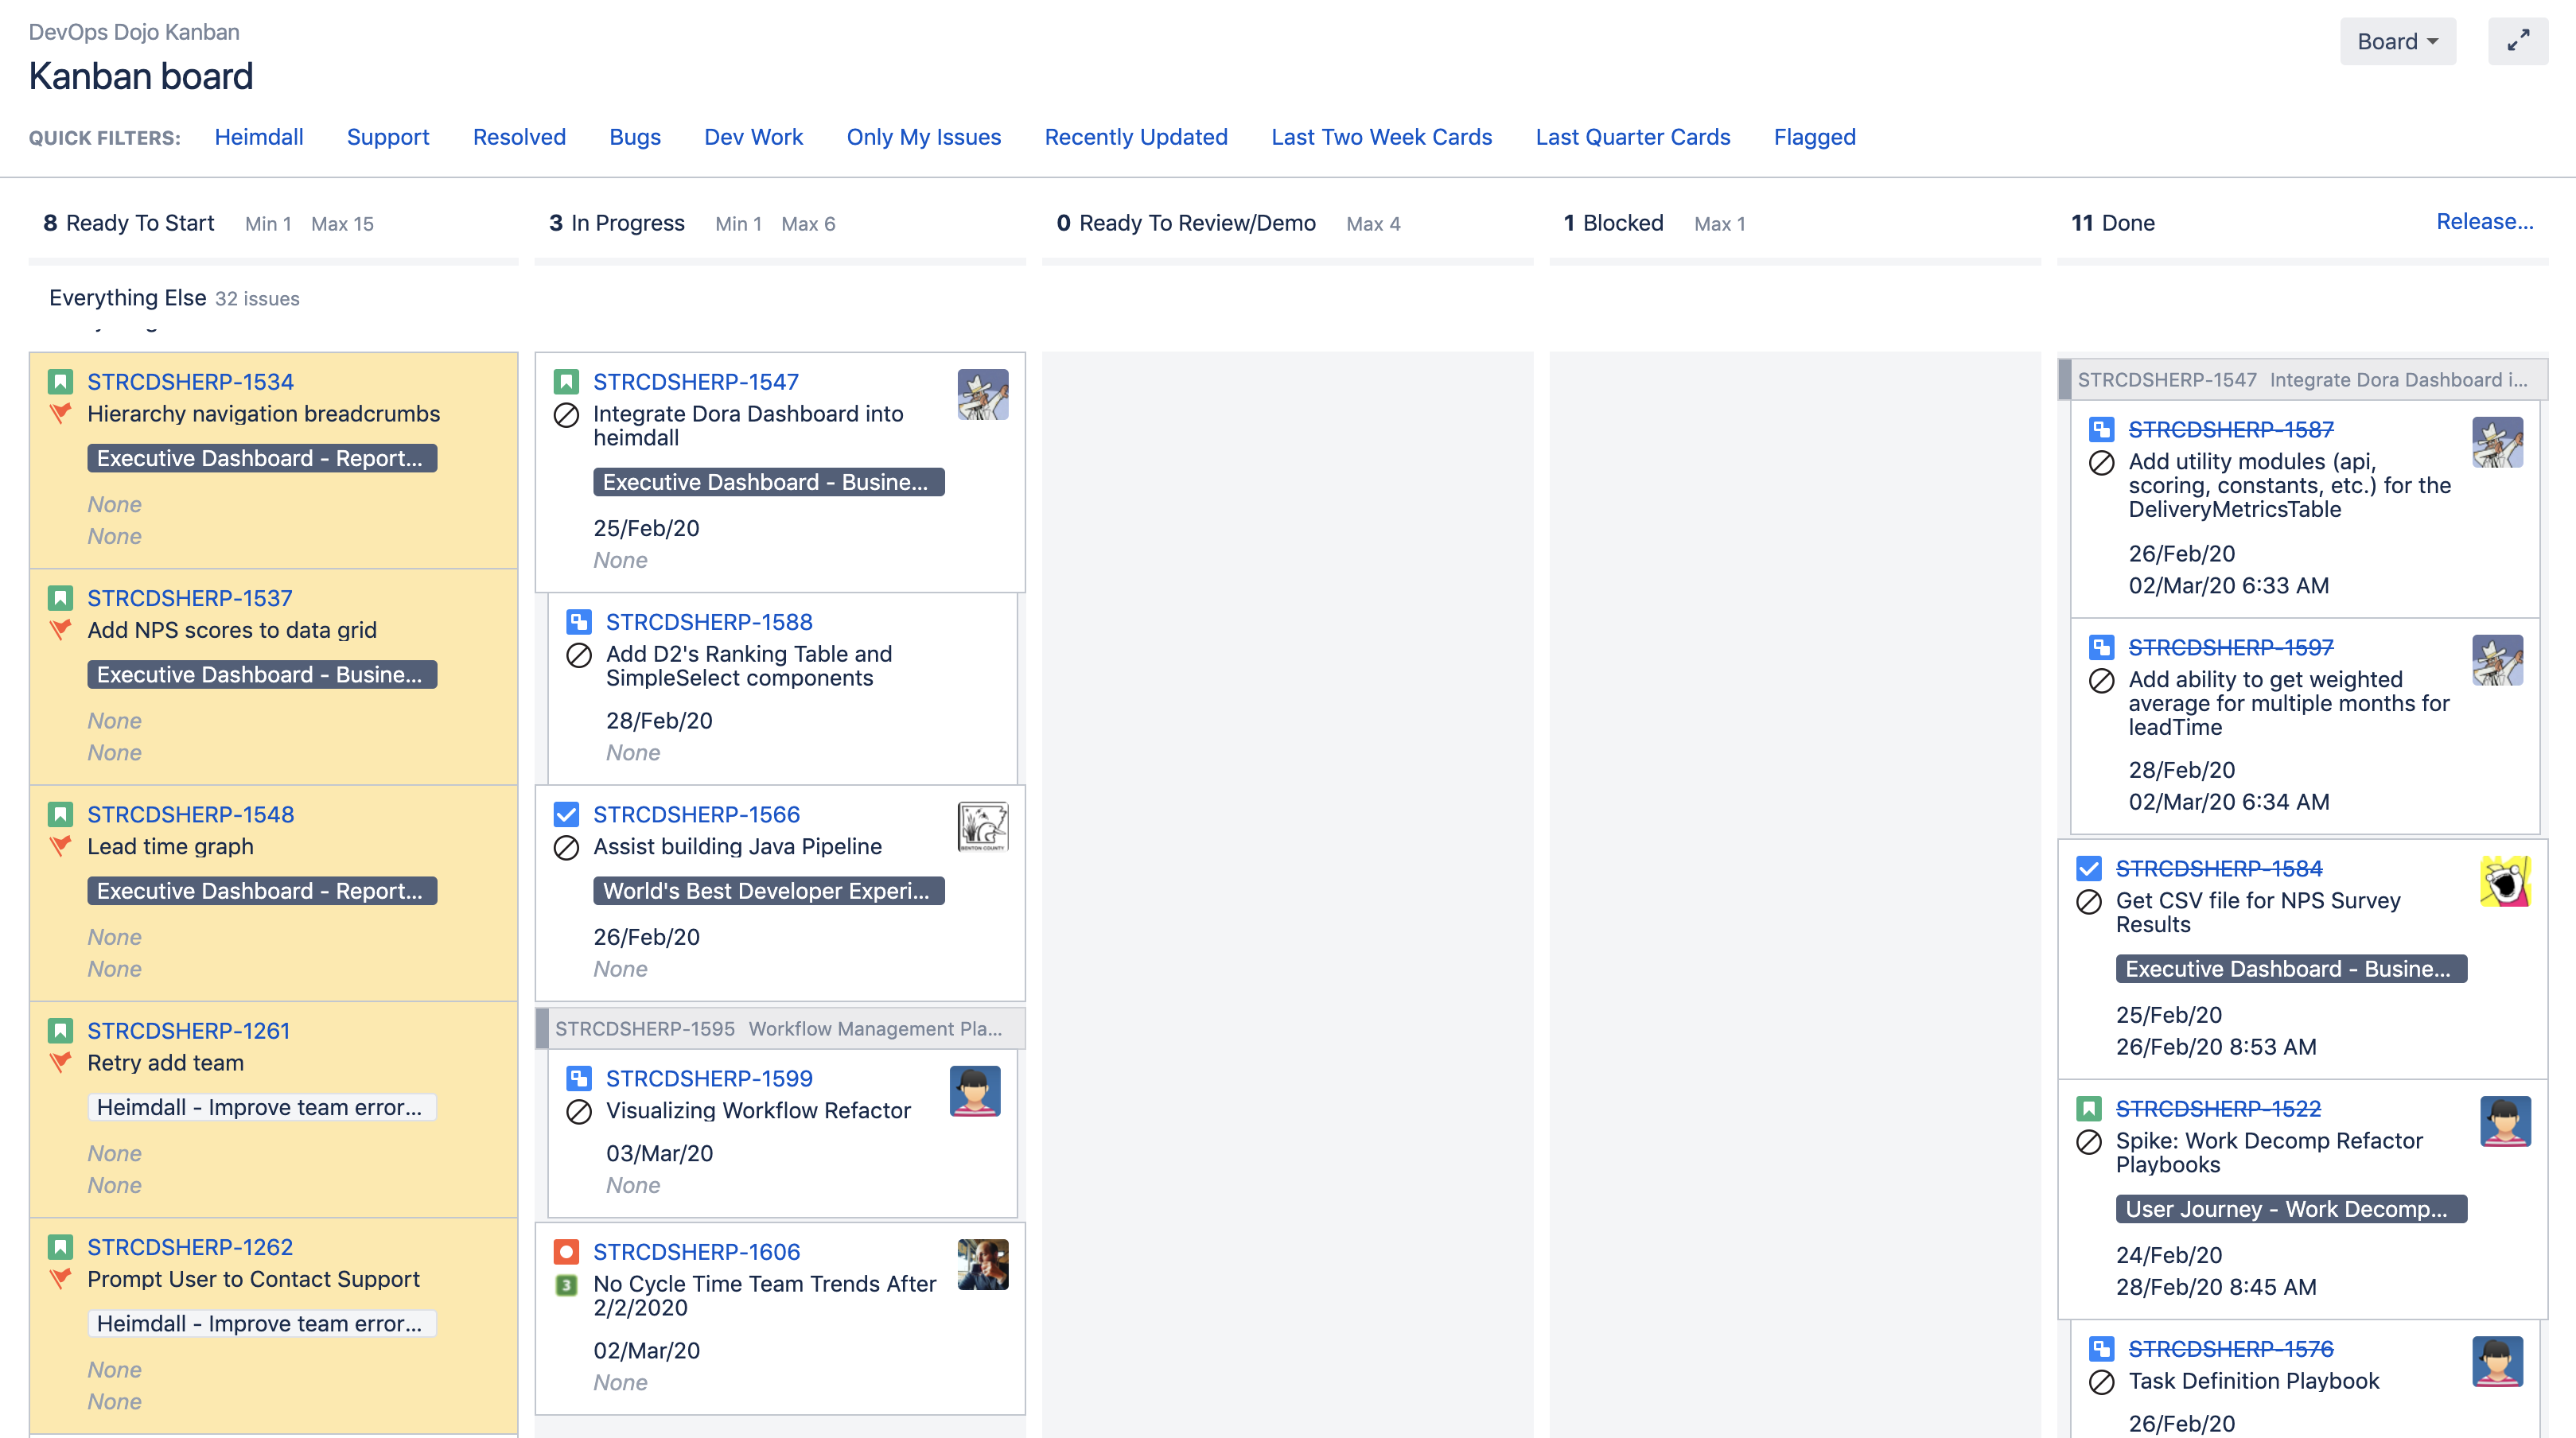 DevOps Dojo Kanban
Kanban board
Board
QUICK FILTERS: Heimdall Support Resolved Bugs Dev Work Only My Issues Recently Updated Last Two Week Cards Last Quarter Cards Flagged
8 Ready To Start Min 1 Max 15
3 In Progress Min 1 Max 6
0 Ready To Review/Demo Max 4
1 Blocked Max 1
11 Done Release...
Everything Else 32 issues
STRCDSHERP-1534
Hierarchy navigation breadcrumbs
Executive Dashboard - Report...
None
None
STRCDSHERP-1537
Add NPS scores to data grid
Executive Dashboard - Busine...
None
None
STRCDSHERP-1548
Lead time graph
Executive Dashboard - Report...
None
None
STRCDSHERP-1261
Retry add team
Heimdall - Improve team error...
None
None
STRCDSHERP-1262
Prompt User to Contact Support
Heimdall - Improve team error...
None
None
STRCDSHERP-1547
Integrate Dora Dashboard into
heimdall
Executive Dashboard - Busine...
25/Feb/20
None
STRCDSHERP-1588
Add D2's Ranking Table and
SimpleSelect components
28/Feb/20
None
STRCDSHERP-1566
Assist building Java Pipeline
World's Best Developer Experi...
26/Feb/20
None
STRCDSHERP-1595 Workflow Management Pla...
STRCDSHERP-1599
Visualizing Workflow Refactor
03/Mar/20
None
STRCDSHERP-1606
3 No Cycle Time Team Trends After
2/2/2020
02/Mar/20
None
STRCDSHERP-1547 Integrate Dora Dashboard i...
STRCDSHERP-1587
Add utility modules (api,
scoring, constants, etc.) for the
DeliveryMetricsTable
26/Feb/20
02/Mar/20 6:33 AM
STRCDSHERP-1597
Add ability to get weighted
average for multiple months for
leadTime
28/Feb/20
02/Mar/20 6:34 AM
STRCDSHERP-1584
Get CSV file for NPS Survey
Results
Executive Dashboard - Busine...
25/Feb/20
26/Feb/20 8:53 AM
STRCDSHERP-1522
Spike: Work Decomp Refactor
Playbooks
User Journey - Work Decomp...
24/Feb/20
28/Feb/20 8:45 AM
STRCDSHERP-1576
Task Definition Playbook
26/Feb/20